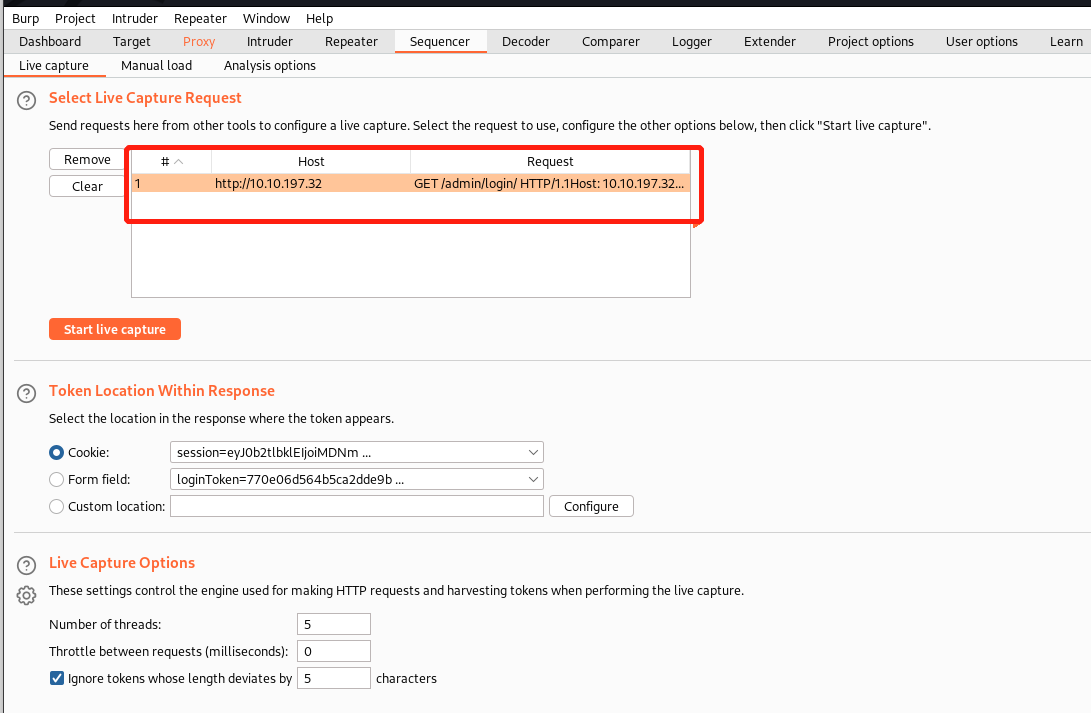 Burp Project Intruder Repeater Window Help
Dashboard Target Proxy Intruder Repeater Sequencer Decoder Comparer Logger Extender Project options User options Learn
Live capture Manual load Analysis options
Select Live Capture Request
Send requests here from other tools to configure a live capture. Select the request to use, configure the other options below, then click "Start live capture".
Remove # Host Request
Clear 1 http://10.10.197.32 GET /admin/login/ HTTP/1.1Host: 10.10.197.32...
Start live capture
Token Location Within Response
Select the location in the response where the token appears.
Cookie: session=eyJ0b2tlbklEIjoiMDNm ...
Form field: loginToken=770e06d564b5ca2dde9b ...
Custom location: Configure
Live Capture Options
These settings control the engine used for making HTTP requests and harvesting tokens when performing the live capture.
Number of threads: 5
Throttle between requests (milliseconds): 0
Ignore tokens whose length deviates by 5 characters